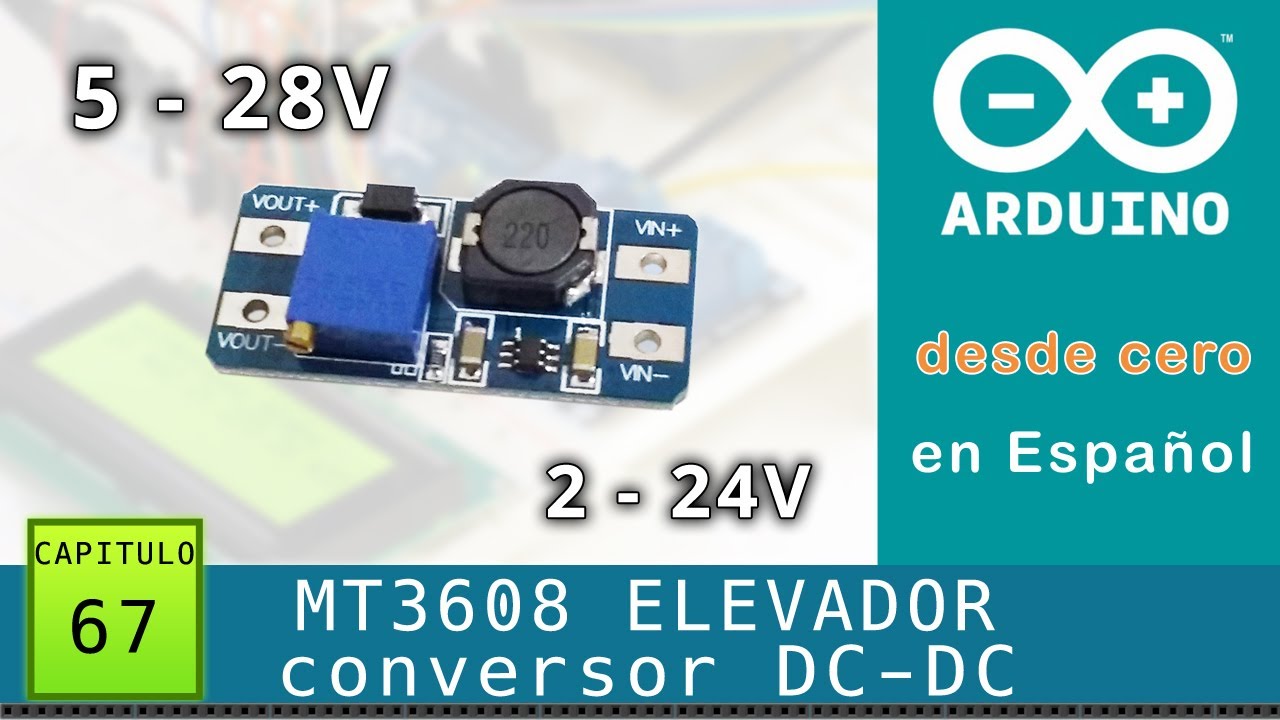 5 - 28V
VOUT+
VIN+
220
VOUT-
VIN-
1
2 - 24V
- +
TM
ARDUINO
desde cero
en Español
CAPITULO
67
MT3608 ELEVADOR
conversor DC-DC